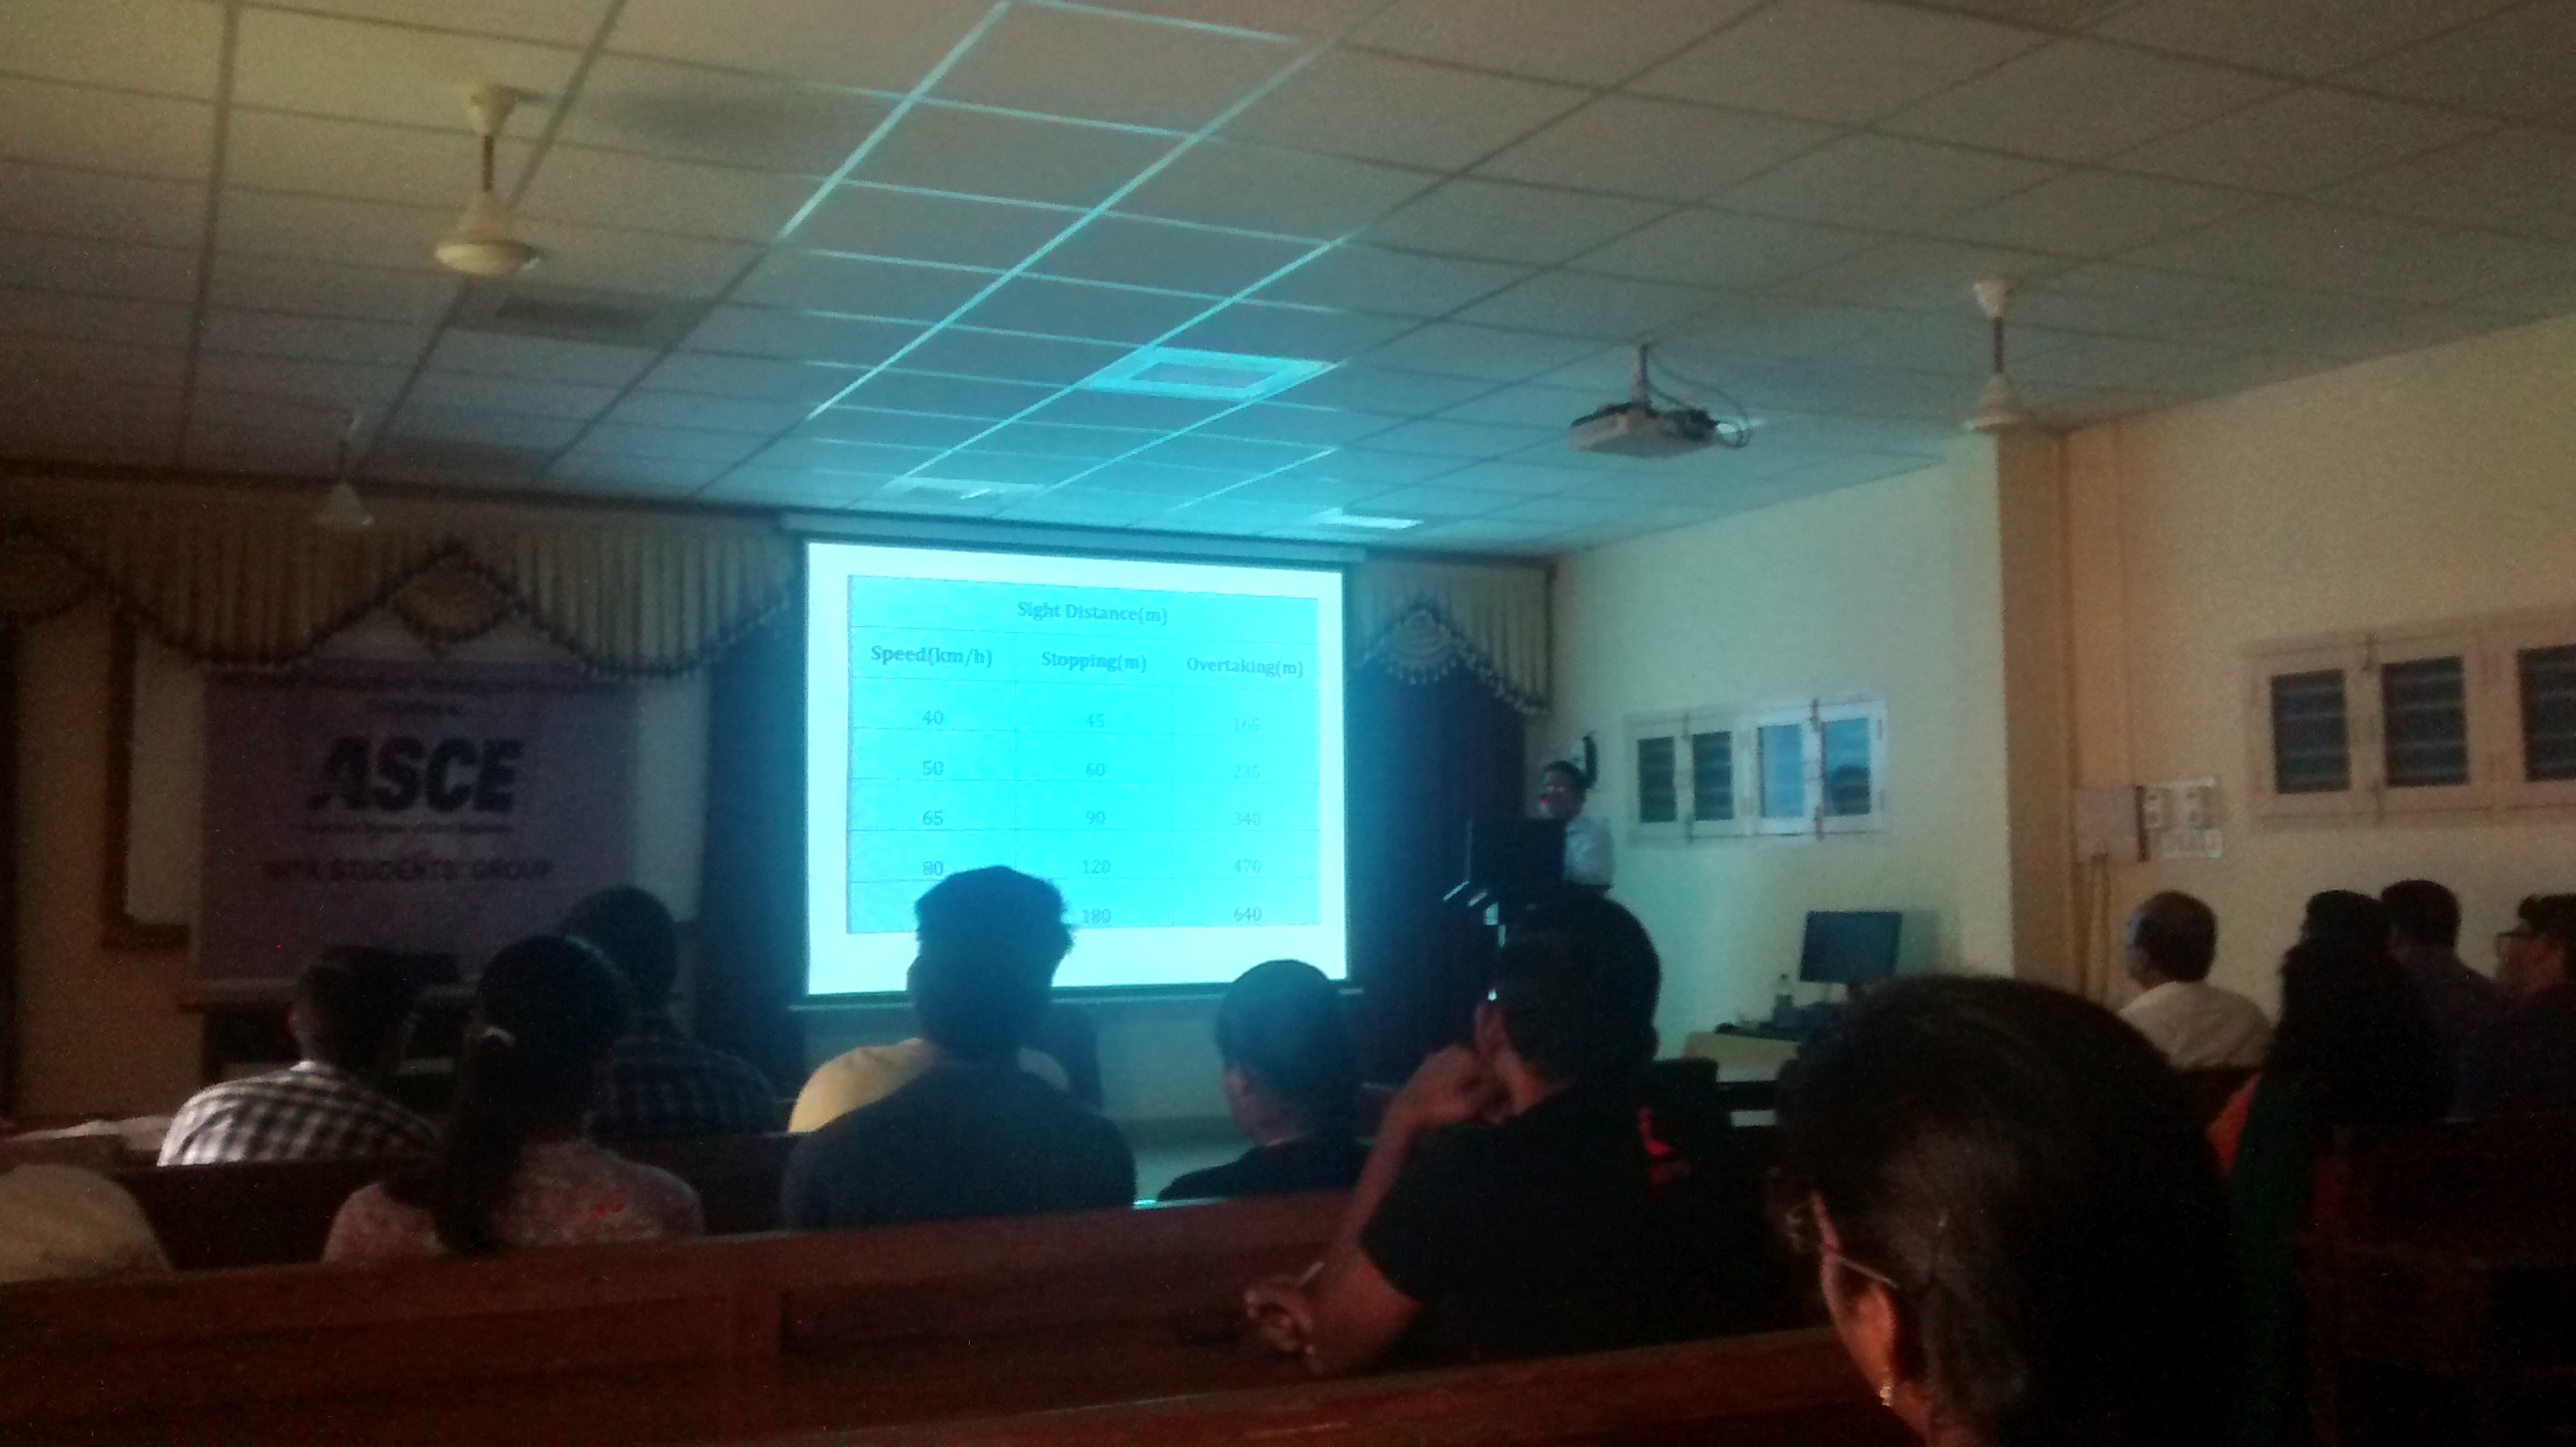 Sight Distance(m)
Speed(km/h) Stopping(m) Overtaking(m)
40 45 165
50 60 235
65 90 340
80 120 470
180 640
ASCE
STUDENTS' GROUP